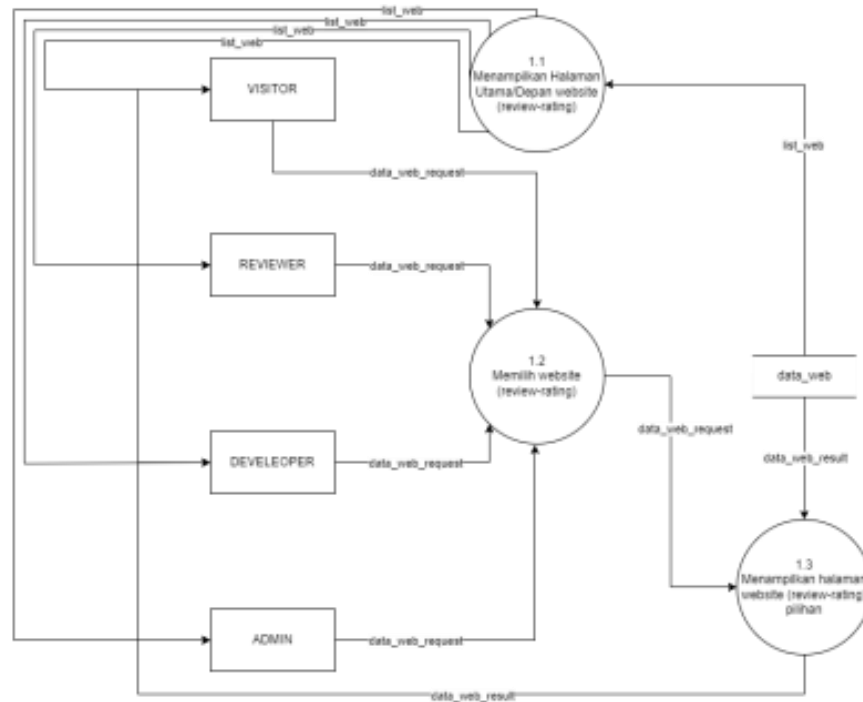 list_web
list_web
list_web
list_web
1.1
Menampilkan Halaman
Utama/Depan website
(review-rating)
VISITOR
list_web
data_web_request
REVIEWER
data_web_request
1.2
Memilih website
(review-rating)
data_web
data_web_request
DEVELEOPER
data_web_request
data_web_result
1.3
Menampilkan halaman
website (review-rating)
pilihan
ADMIN
data_web_request
data_web_result